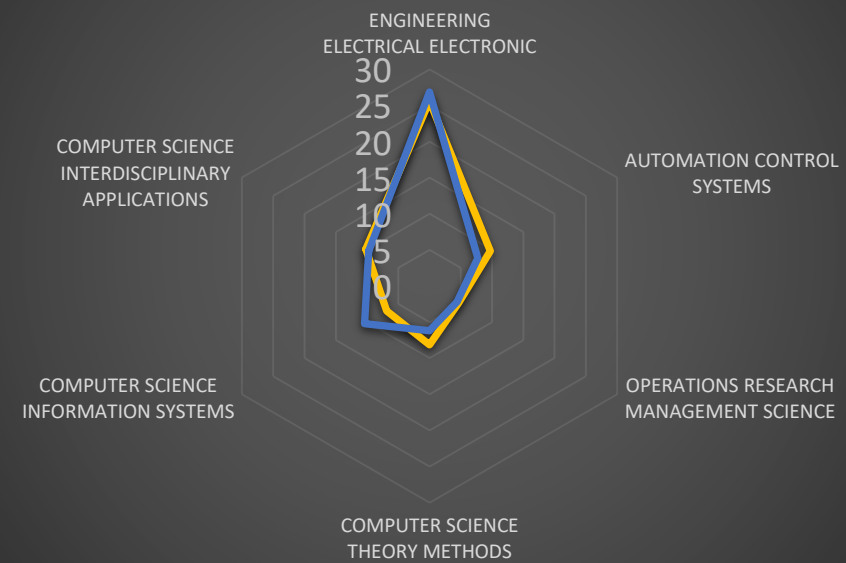 ENGINEERING
ELECTRICAL ELECTRONIC
30
25
20
15
10
5
0
AUTOMATION CONTROL
SYSTEMS
OPERATIONS RESEARCH
MANAGEMENT SCIENCE
COMPUTER SCIENCE
THEORY METHODS
COMPUTER SCIENCE
INFORMATION SYSTEMS
COMPUTER SCIENCE
INTERDISCIPLINARY
APPLICATIONS